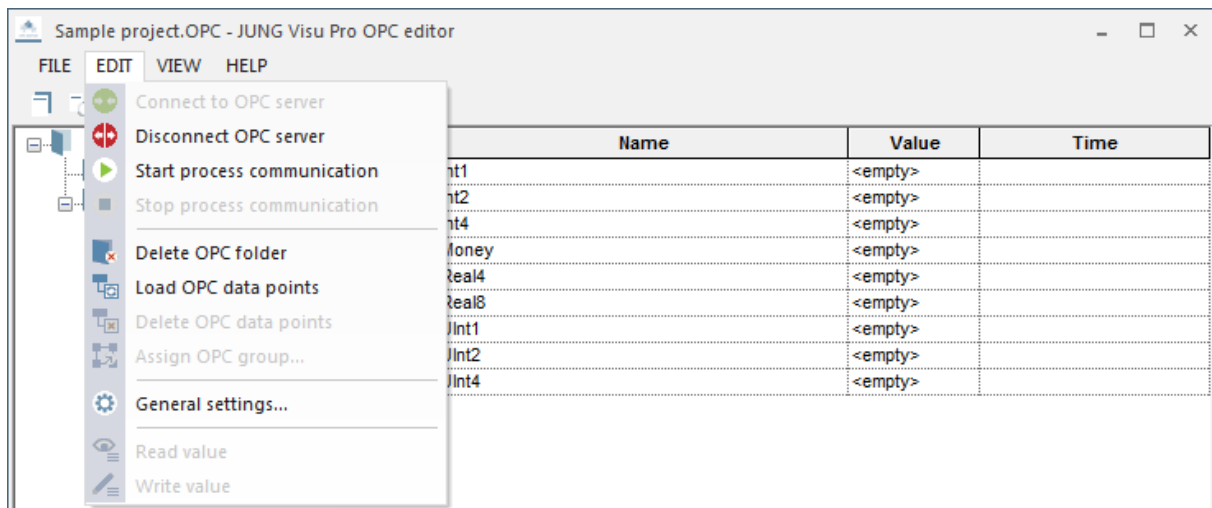 Sample project.OPC - JUNG Visu Pro OPC editor
FILE EDIT VIEW HELP
Connect to OPC server
Disconnect OPC server
Start process communication
Stop process communication
Delete OPC folder
Load OPC data points
Delete OPC data points
Assign OPC group...
General settings...
Read value
Write value
Name Value Time
nt1 <empty>
nt2 <empty>
nt4 <empty>
Money <empty>
Real4 <empty>
Real8 <empty>
UInt1 <empty>
UInt2 <empty>
UInt4 <empty>